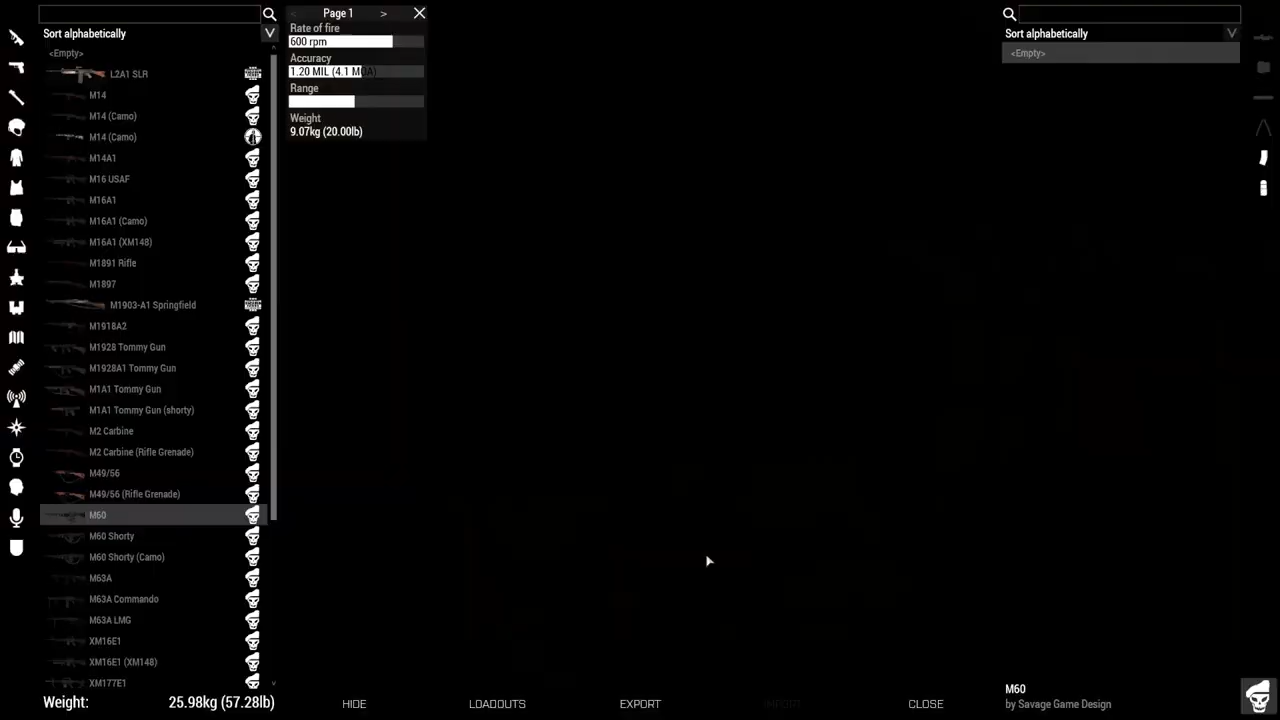 Sort alphabetically
<Empty>
L2A1 SLR
M14
M14 (Camo)
M14 (Camo)
M14A1
M16 USAF
M16A1
M16A1 (Camo)
M16A1 (XM148)
M1891 Rifle
M1897
M1903-A1 Springfield
M1918A2
M1928 Tommy Gun
M1928A1 Tommy Gun
M1A1 Tommy Gun
M1A1 Tommy Gun (shorty)
M2 Carbine
M2 Carbine (Rifle Grenade)
M49/56
M49/56 (Rifle Grenade)
M60
M60 Shorty
M60 Shorty (Camo)
M63A
M63A Commando
M63A LMG
XM16E1
XM16E1 (XM148)
XM177E1
Weight: 25.98kg (57.28lb)
< Page 1 >
Rate of fire
600 rpm
Accuracy
1.20 MIL (4.1 MOA)
Range
Weight
9.07kg (20.00lb)
Sort alphabetically
<Empty>
HIDE
LOADOUTS
EXPORT
IMPORT
CLOSE
M60
by Savage Game Design